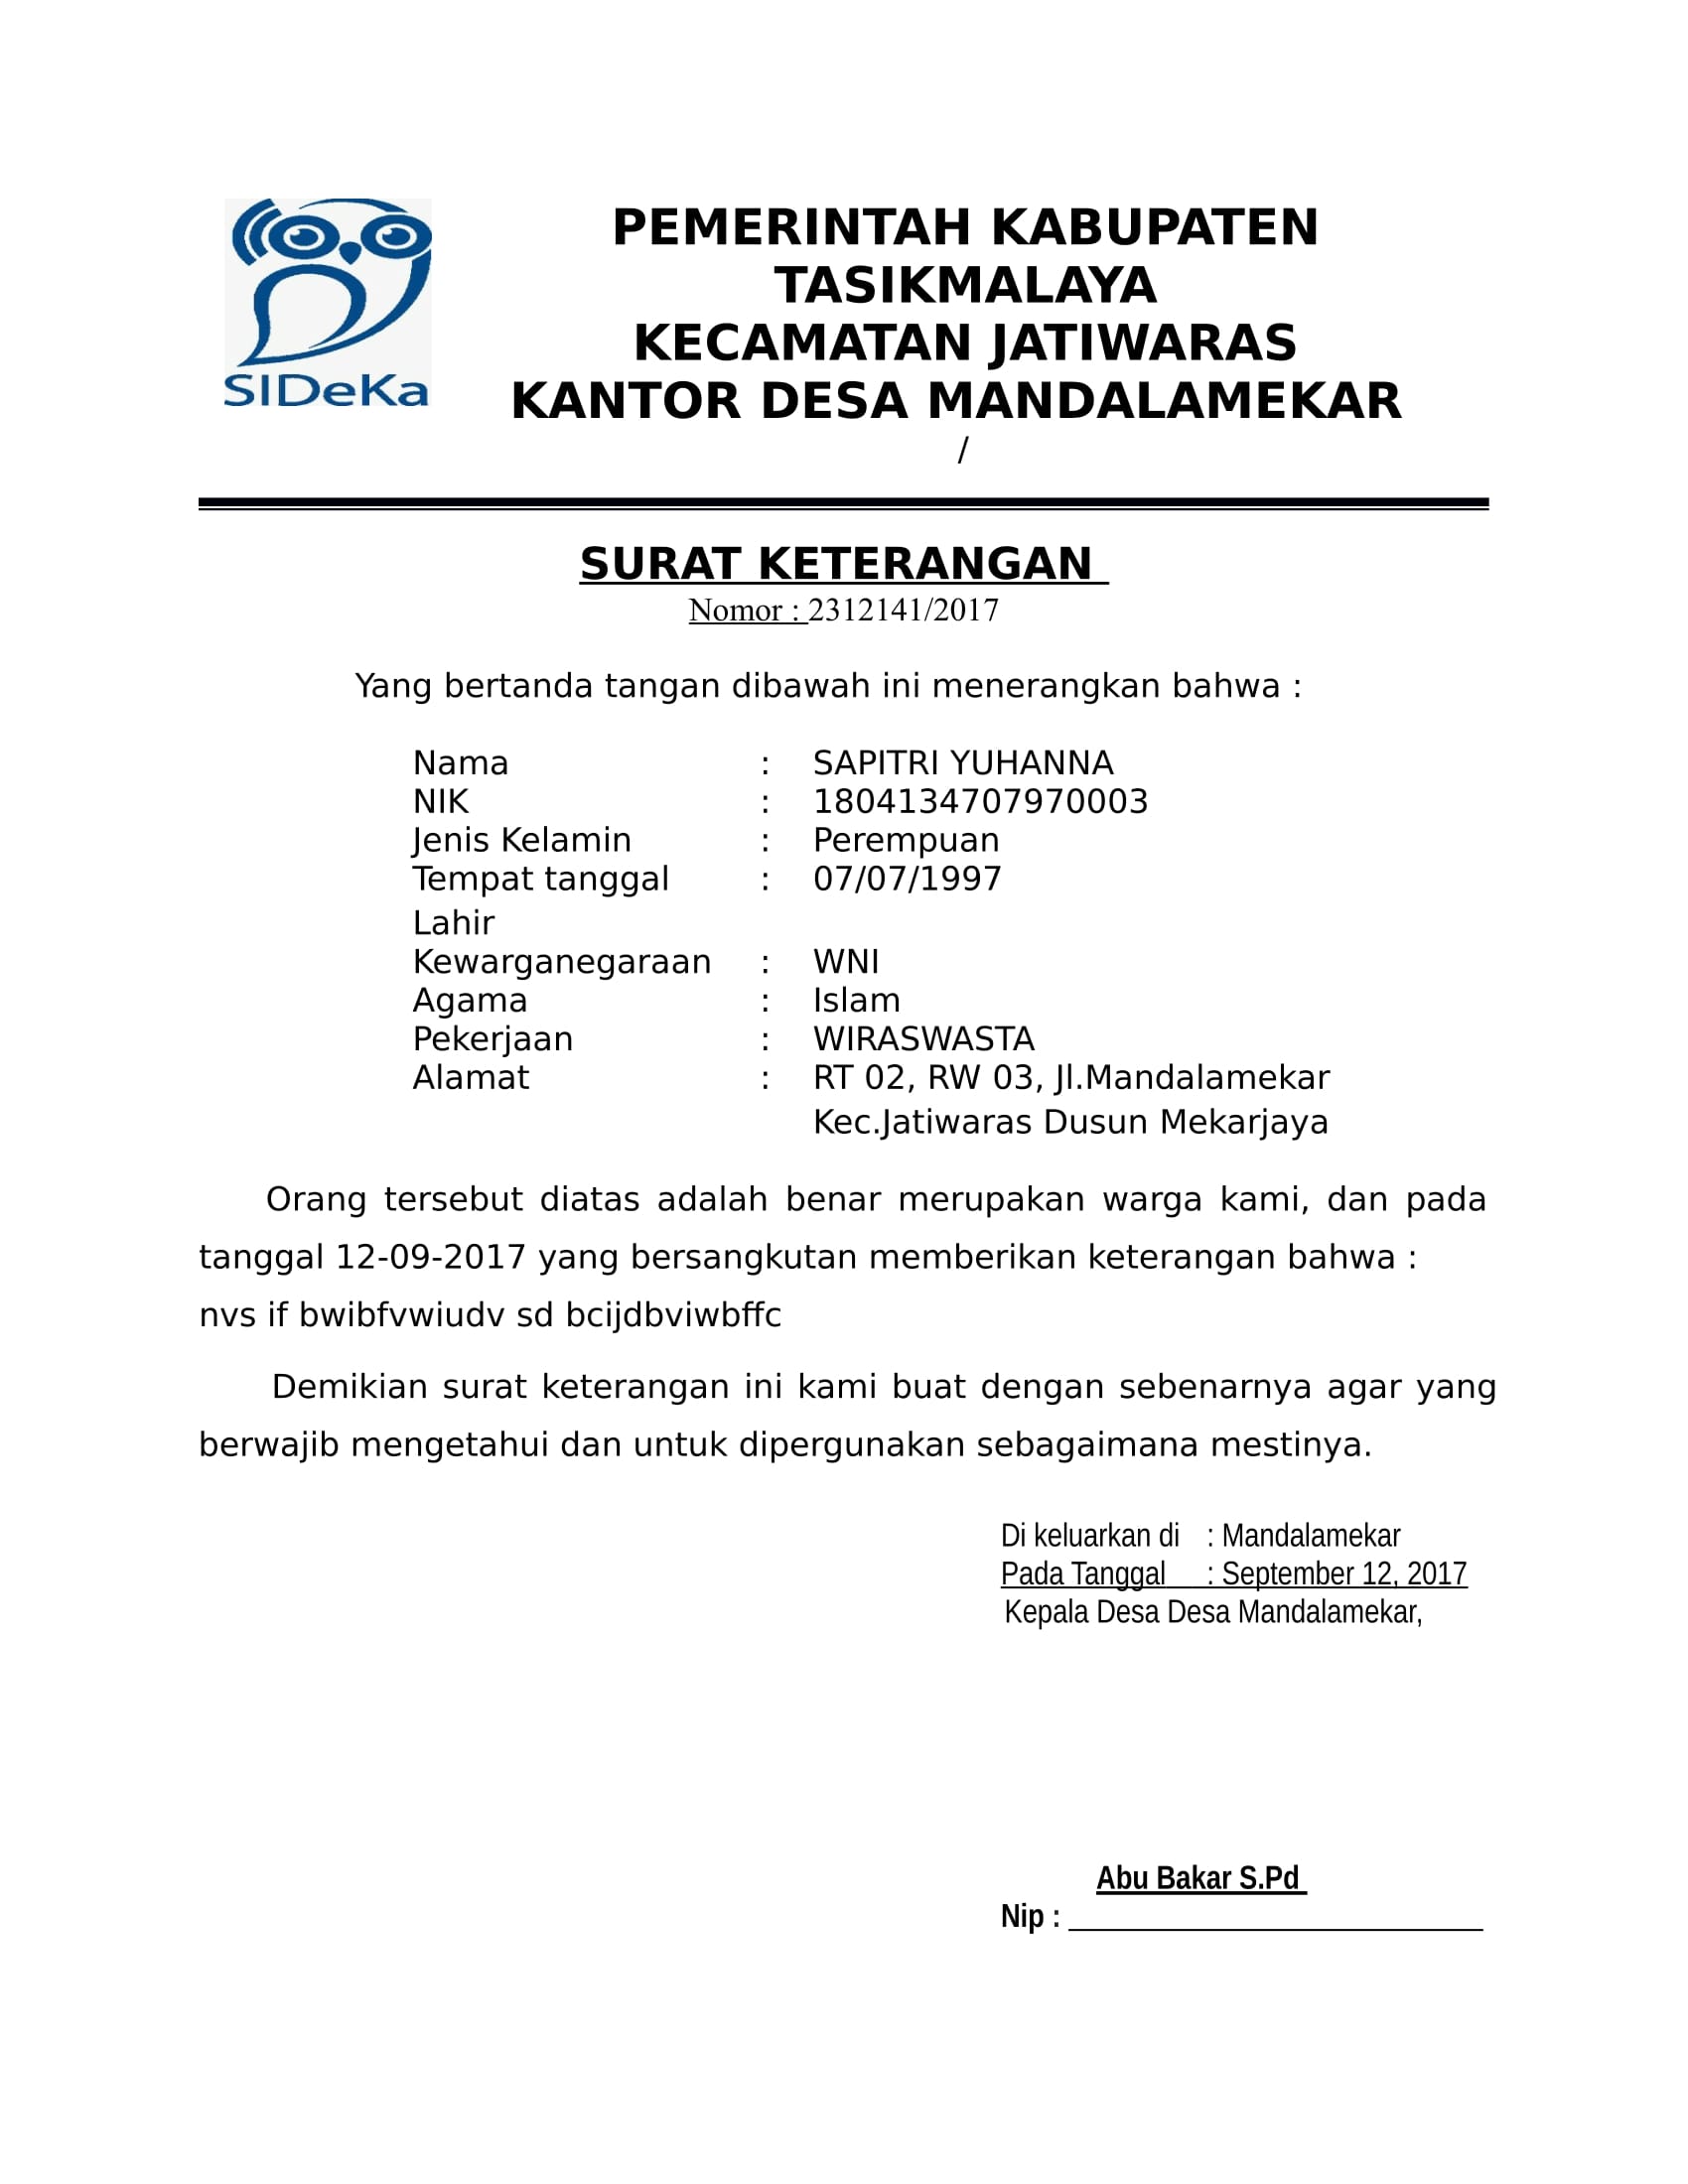 SIDeKa
PEMERINTAH KABUPATEN
TASIKMALAYA
KECAMATAN JATIWARAS
KANTOR DESA MANDALAMEKAR
/
SURAT KETERANGAN
Nomor : 2312141/2017
Yang bertanda tangan dibawah ini menerangkan bahwa :
Nama : SAPITRI YUHANNA
NIK : 1804134707970003
Jenis Kelamin : Perempuan
Tempat tanggal : 07/07/1997
Lahir
Kewarganegaraan : WNI
Agama : Islam
Pekerjaan : WIRASWASTA
Alamat : RT 02, RW 03, Jl.Mandalamekar
Kec.Jatiwaras Dusun Mekarjaya
Orang tersebut diatas adalah benar merupakan warga kami, dan pada
tanggal 12-09-2017 yang bersangkutan memberikan keterangan bahwa :
nvs if bwibfvwiudv sd bcijdbviwbffc
Demikian surat keterangan ini kami buat dengan sebenarnya agar yang
berwajib mengetahui dan untuk dipergunakan sebagaimana mestinya.
Di keluarkan di : Mandalamekar
Pada Tanggal : September 12, 2017
Kepala Desa Desa Mandalamekar,
Abu Bakar S.Pd
Nip :